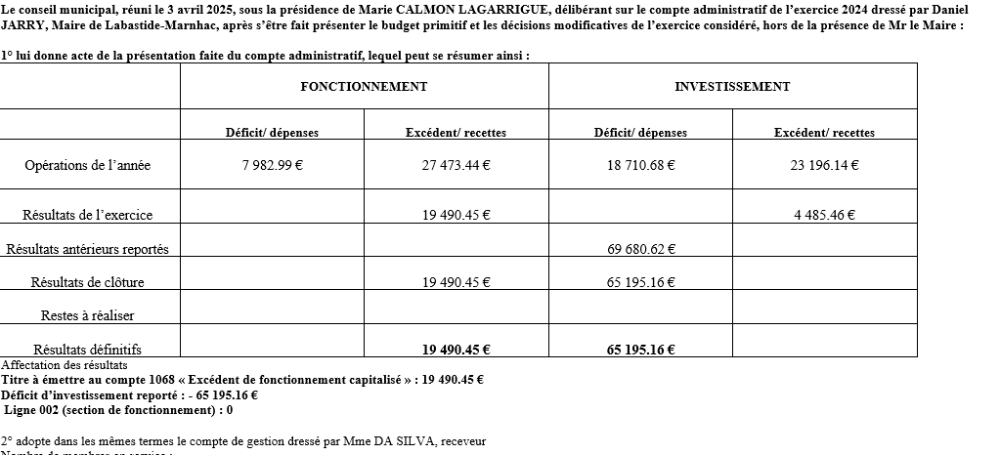 Le conseil municipal, réuni le 3 avril 2025, sous la présidence de Marie CALMON LAGARRIGUE, délibérant sur le compte administratif de l'exercice 2024 dressé par Daniel
JARRY, Maire de Labastide-Marnhac, après s'être fait présenter le budget primitif et les décisions modificatives de l'exercice considéré, hors de la présence de Mr le Maire :
1° lui donne acte de la présentation faite du compte administratif, lequel peut se résumer ainsi :
FONCTIONNEMENT INVESTISSEMENT
Déficit/ dépenses Excédent/ recettes Déficit/ dépenses Excédent/ recettes
Opérations de l'année 7 982.99 € 27 473.44 € 18 710.68 € 23 196.14 €
Résultats de l'exercice 19 490.45 € 4 485.46 €
Résultats antérieurs reportés 69 680.62 €
Résultats de clôture 19 490.45 € 65 195.16 €
Restes à réaliser
Résultats définitifs 19 490.45 € 65 195.16 €
Affectation des résultats
Titre à émettre au compte 1068 « Excédent de fonctionnement capitalisé » : 19 490.45 €
Déficit d'investissement reporté : - 65 195.16 €
Ligne 002 (section de fonctionnement) : 0
2° adopte dans les mêmes termes le compte de gestion dressé par Mme DA SILVA, receveur
Nombre de membres en service :